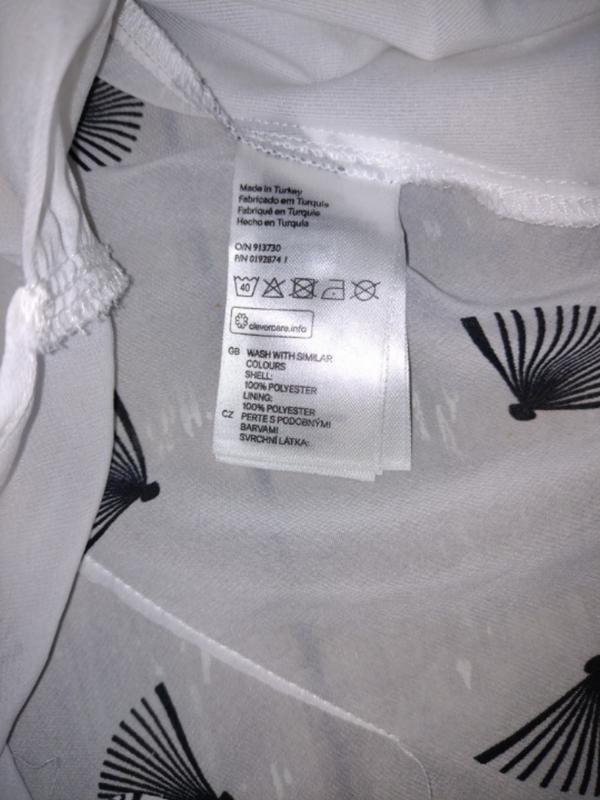 Made in Turkey
Fabricado em Turquia
Fabriqué en Turquie
Hecho en Turquía
O/N 913730
P/N 0192874 1
40
clevercare.info
GB WASH WITH SIMILAR
COLOURS
SHELL:
100% POLYESTER
LINING:
100% POLYESTER
CZ PERTE S PODOBNÝMI
BARVAMI
SVRCHNÍ LÁTKA: